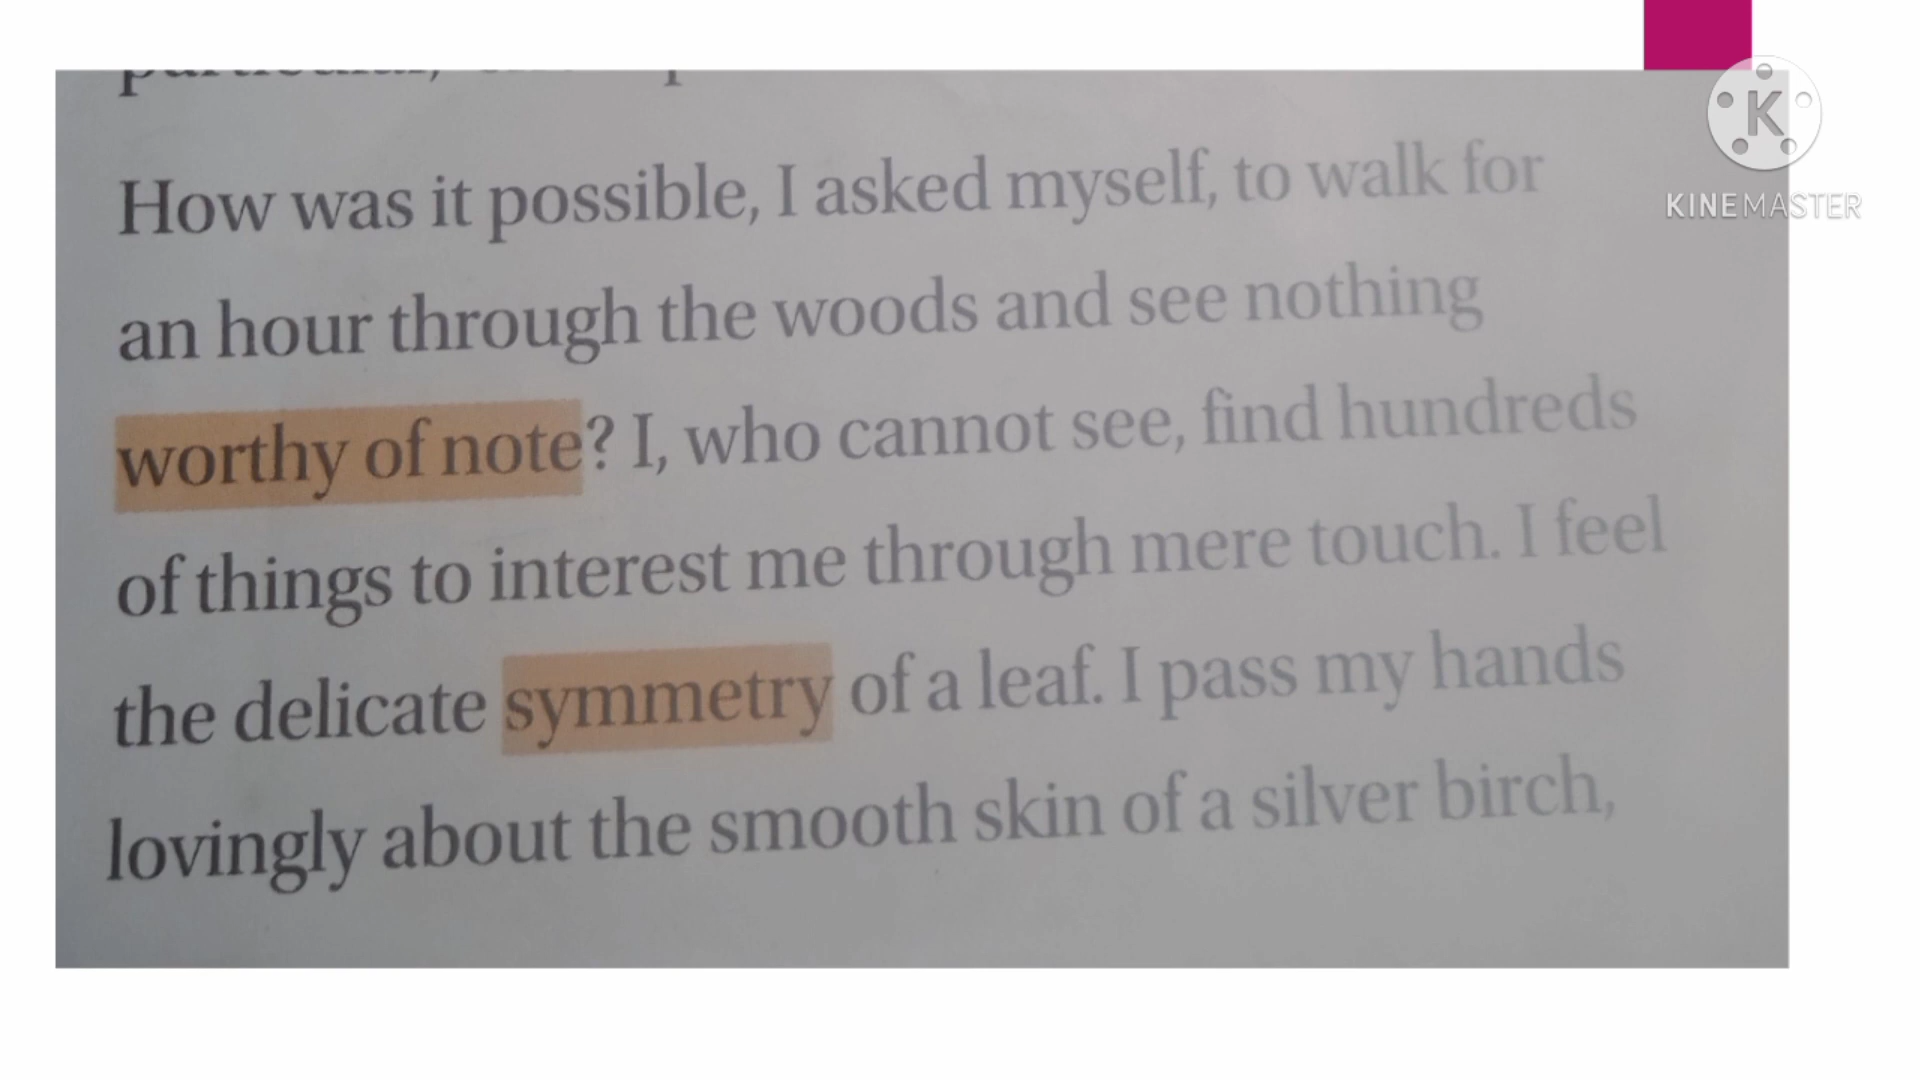 How was it possible, I asked myself, to walk for
an hour through the woods and see nothing
worthy of note? I, who cannot see, find hundreds
of things to interest me through mere touch. I feel
the delicate symmetry of a leaf. I pass my hands
lovingly about the smooth skin of a silver birch,
K
KINEMASTER